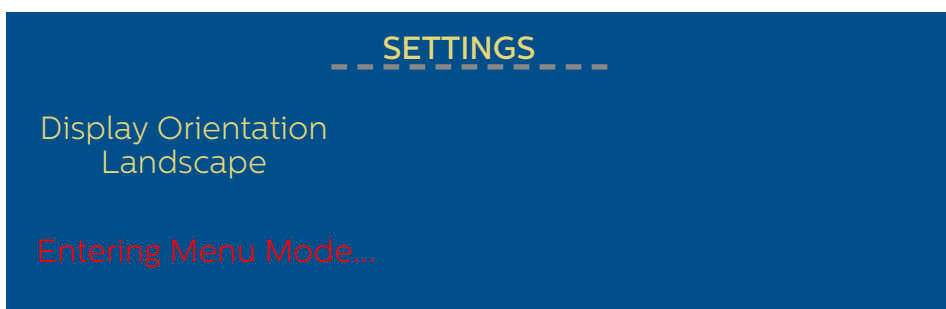 SETTINGS
Display Orientation
Landscape
Entering Menu Mode...